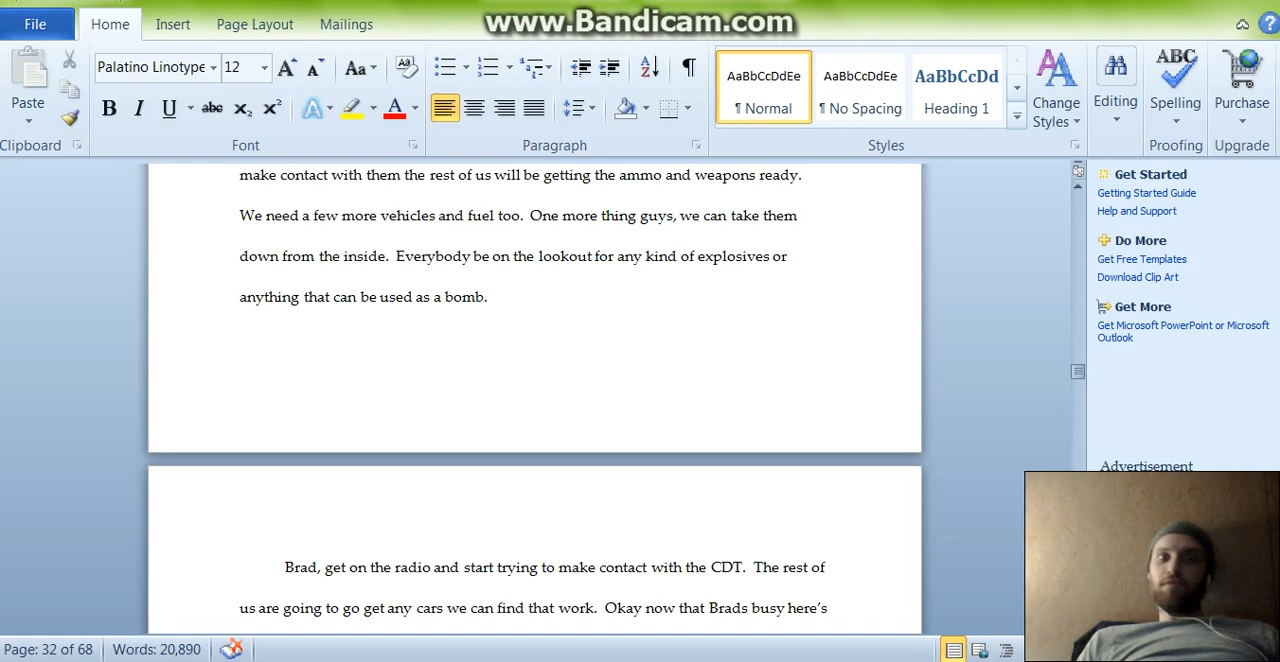 www.Bandicam.com
File Home Insert Page Layout Mailings
Palatino Linotype 12
Paste
Clipboard Font Paragraph Styles Proofing Upgrade
AaBbCcDdEe AaBbCcDdEe AaBbCcDd
¶ Normal ¶ No Spacing Heading 1
Change Styles
Editing
ABC
Spelling
Purchase
make contact with them the rest of us will be getting the ammo and weapons ready.
We need a few more vehicles and fuel too. One more thing guys, we can take them
down from the inside. Everybody be on the lookout for any kind of explosives or
anything that can be used as a bomb.
Brad, get on the radio and start trying to make contact with the CDT. The rest of
us are going to go get any cars we can find that work. Okay now that Brads busy here's
Get Started
Getting Started Guide
Help and Support
Do More
Get Free Templates
Download Clip Art
Get More
Get Microsoft PowerPoint or Microsoft
Outlook
Advertisement
Page: 32 of 68 Words: 20,890